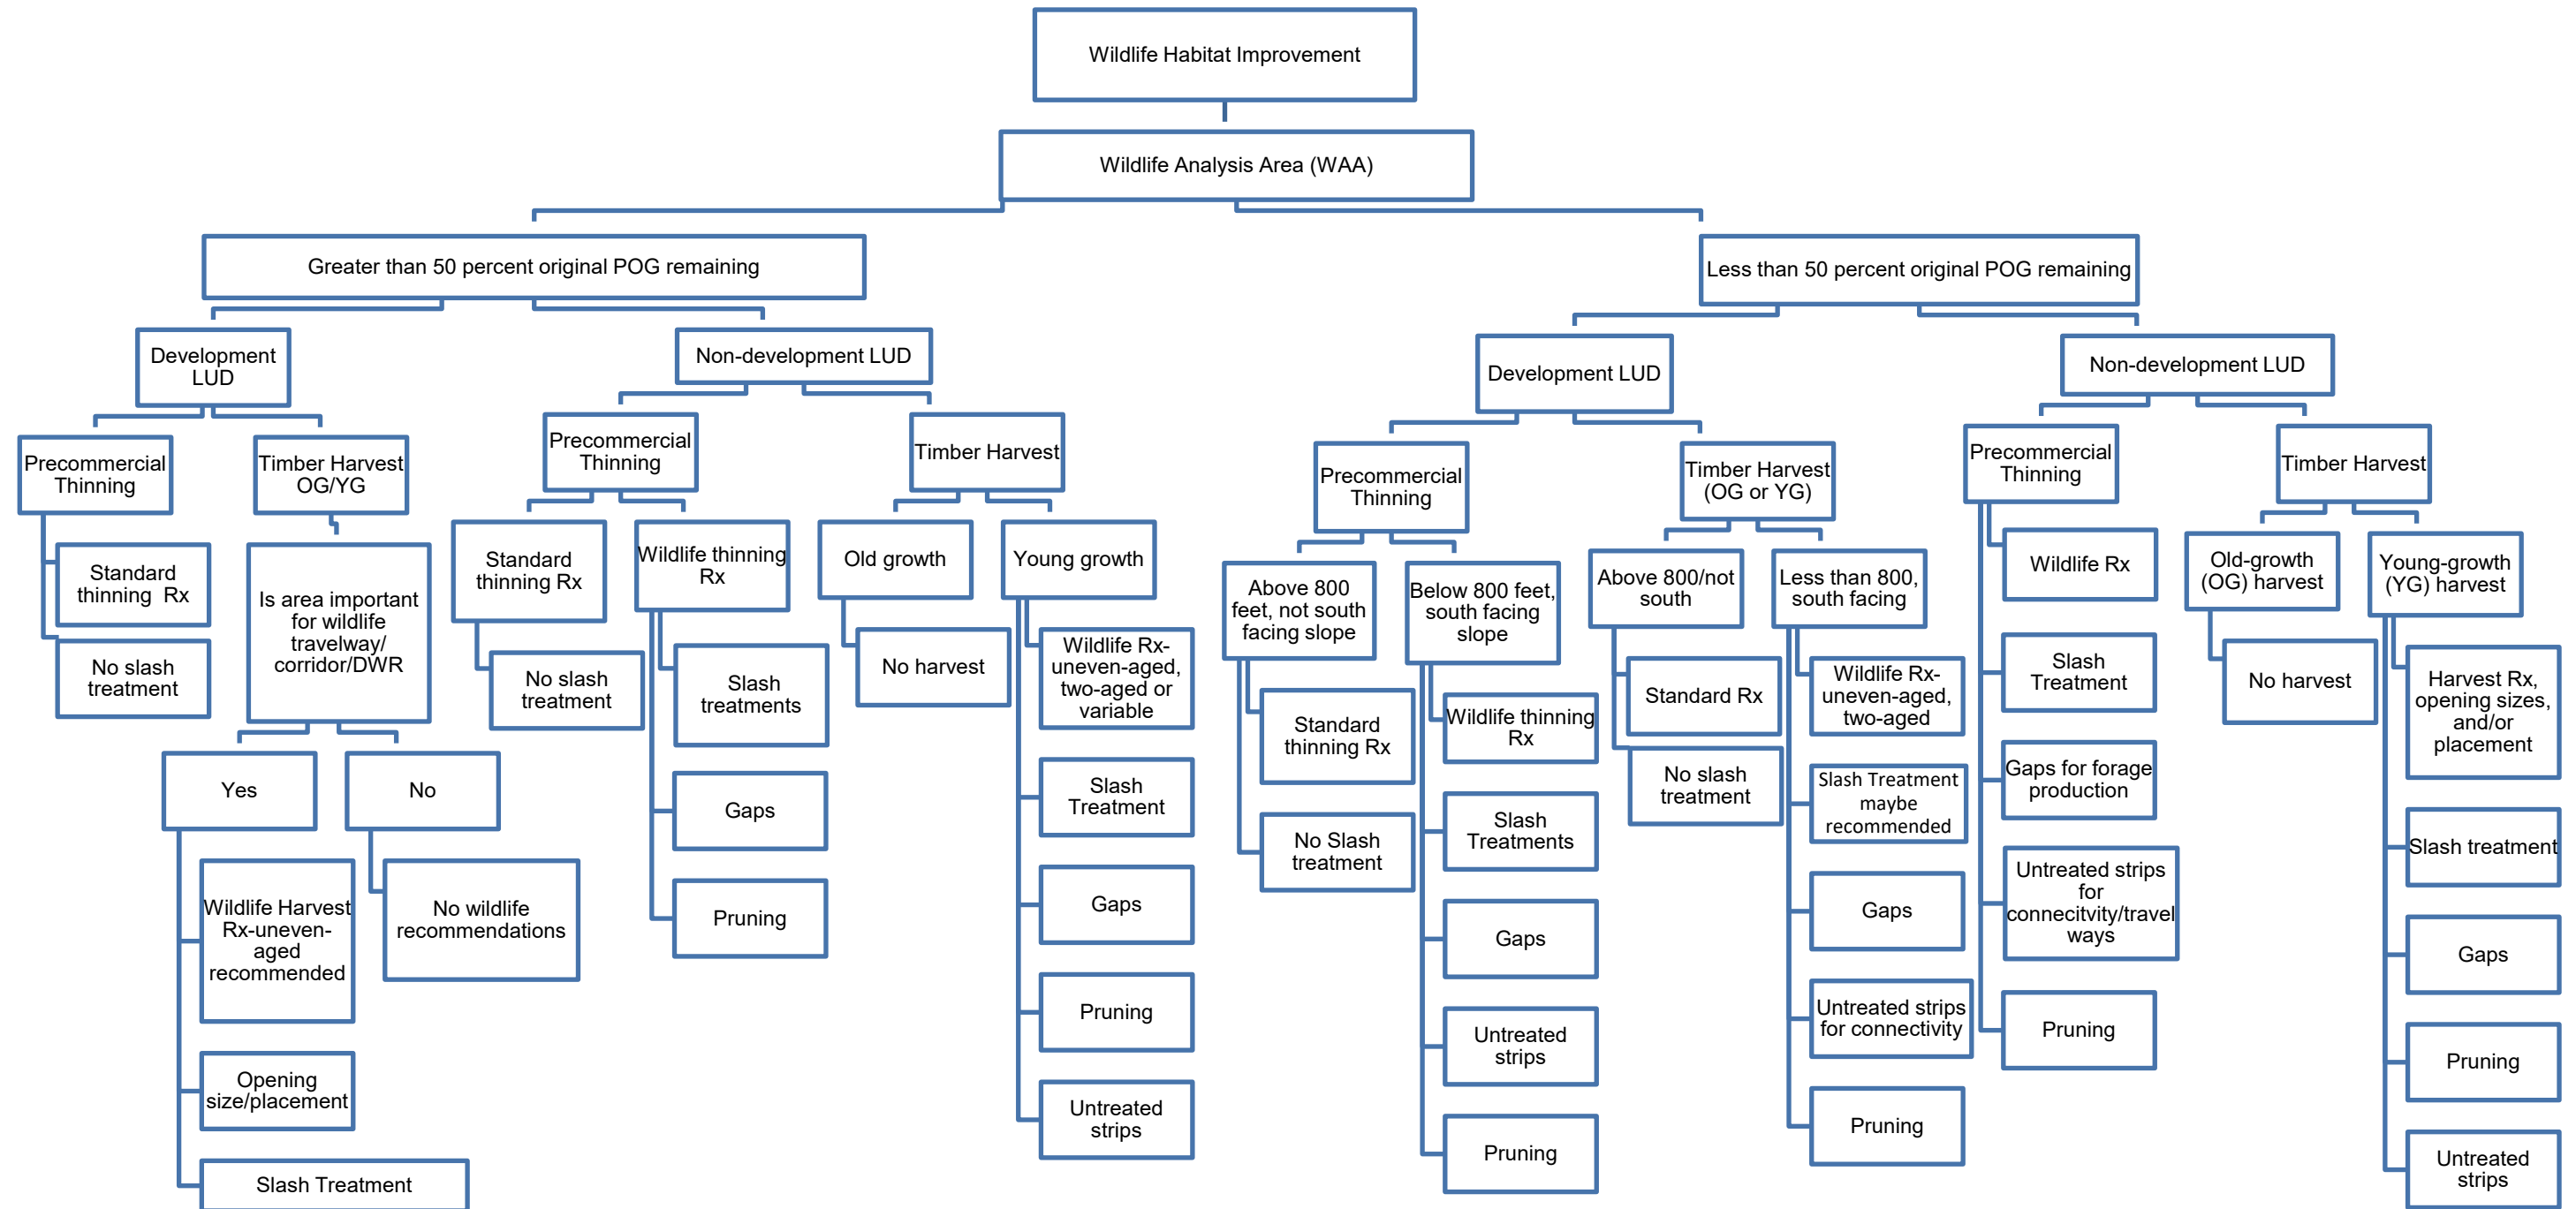 Wildlife Habitat Improvement
Wildlife Analysis Area (WAA)
Greater than 50 percent original POG remaining
Less than 50 percent original POG remaining
Development
LUD
Non-development LUD
Development LUD
Non-development LUD
Precommercial
Thinning
Timber Harvest
OG/YG
Precommercial
Thinning
Timber Harvest
Precommercial
Thinning
Timber Harvest
(OG or YG)
Precommercial
Thinning
Timber Harvest
Standard
thinning Rx
No slash
treatment
Is area important
for wildlife
travelway/
corridor/DWR
Yes
No
Wildlife Harvest
Rx-uneven-
aged
recommended
Opening
size/placement
Slash Treatment
No wildlife
recommendations
Standard
thinning Rx
No slash
treatment
Wildlife thinning
Rx
Slash
treatments
Gaps
Pruning
Old growth
No harvest
Young growth
Wildlife Rx-
uneven-aged,
two-aged or
variable
Slash
Treatment
Gaps
Pruning
Untreated
strips
Above 800
feet, not south
facing slope
Standard
thinning Rx
No Slash
treatment
Below 800 feet,
south facing
slope
Wildlife thinning
Rx
Slash
Treatments
Gaps
Untreated
strips
Pruning
Above 800/not
south
Standard Rx
No slash
treatment
Less than 800,
south facing
Wildlife Rx-
uneven-aged,
two-aged
Slash Treatment
maybe
recommended
Gaps
Untreated strips
for connectivity
Pruning
Wildlife Rx
Slash
Treatment
Gaps for forage
production
Untreated strips
for
connecitvity/travel
ways
Pruning
Old-growth
(OG) harvest
No harvest
Young-growth
(YG) harvest
Harvest Rx,
opening sizes,
and/or
placement
Slash treatment
Gaps
Pruning
Untreated
strips